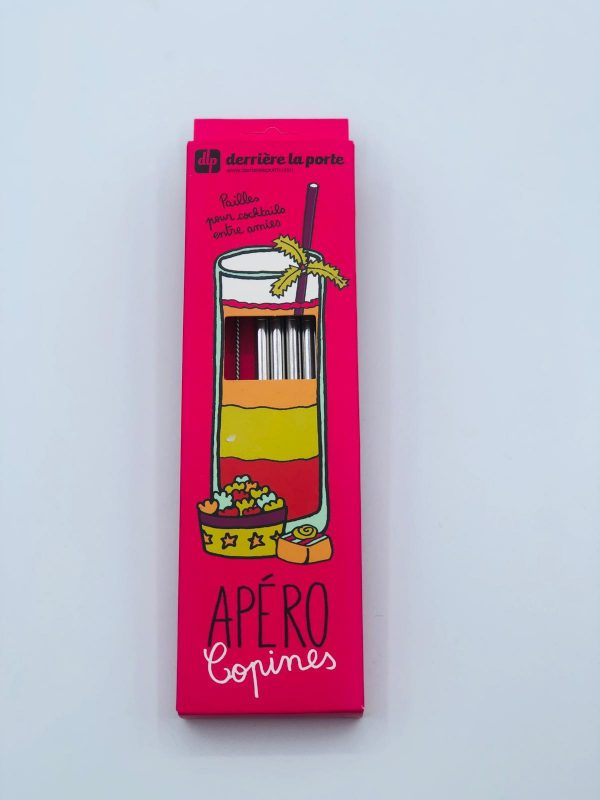 dlp derrière la porte
Pailles
pour cocktails
entre amies
APÉRO
Copines